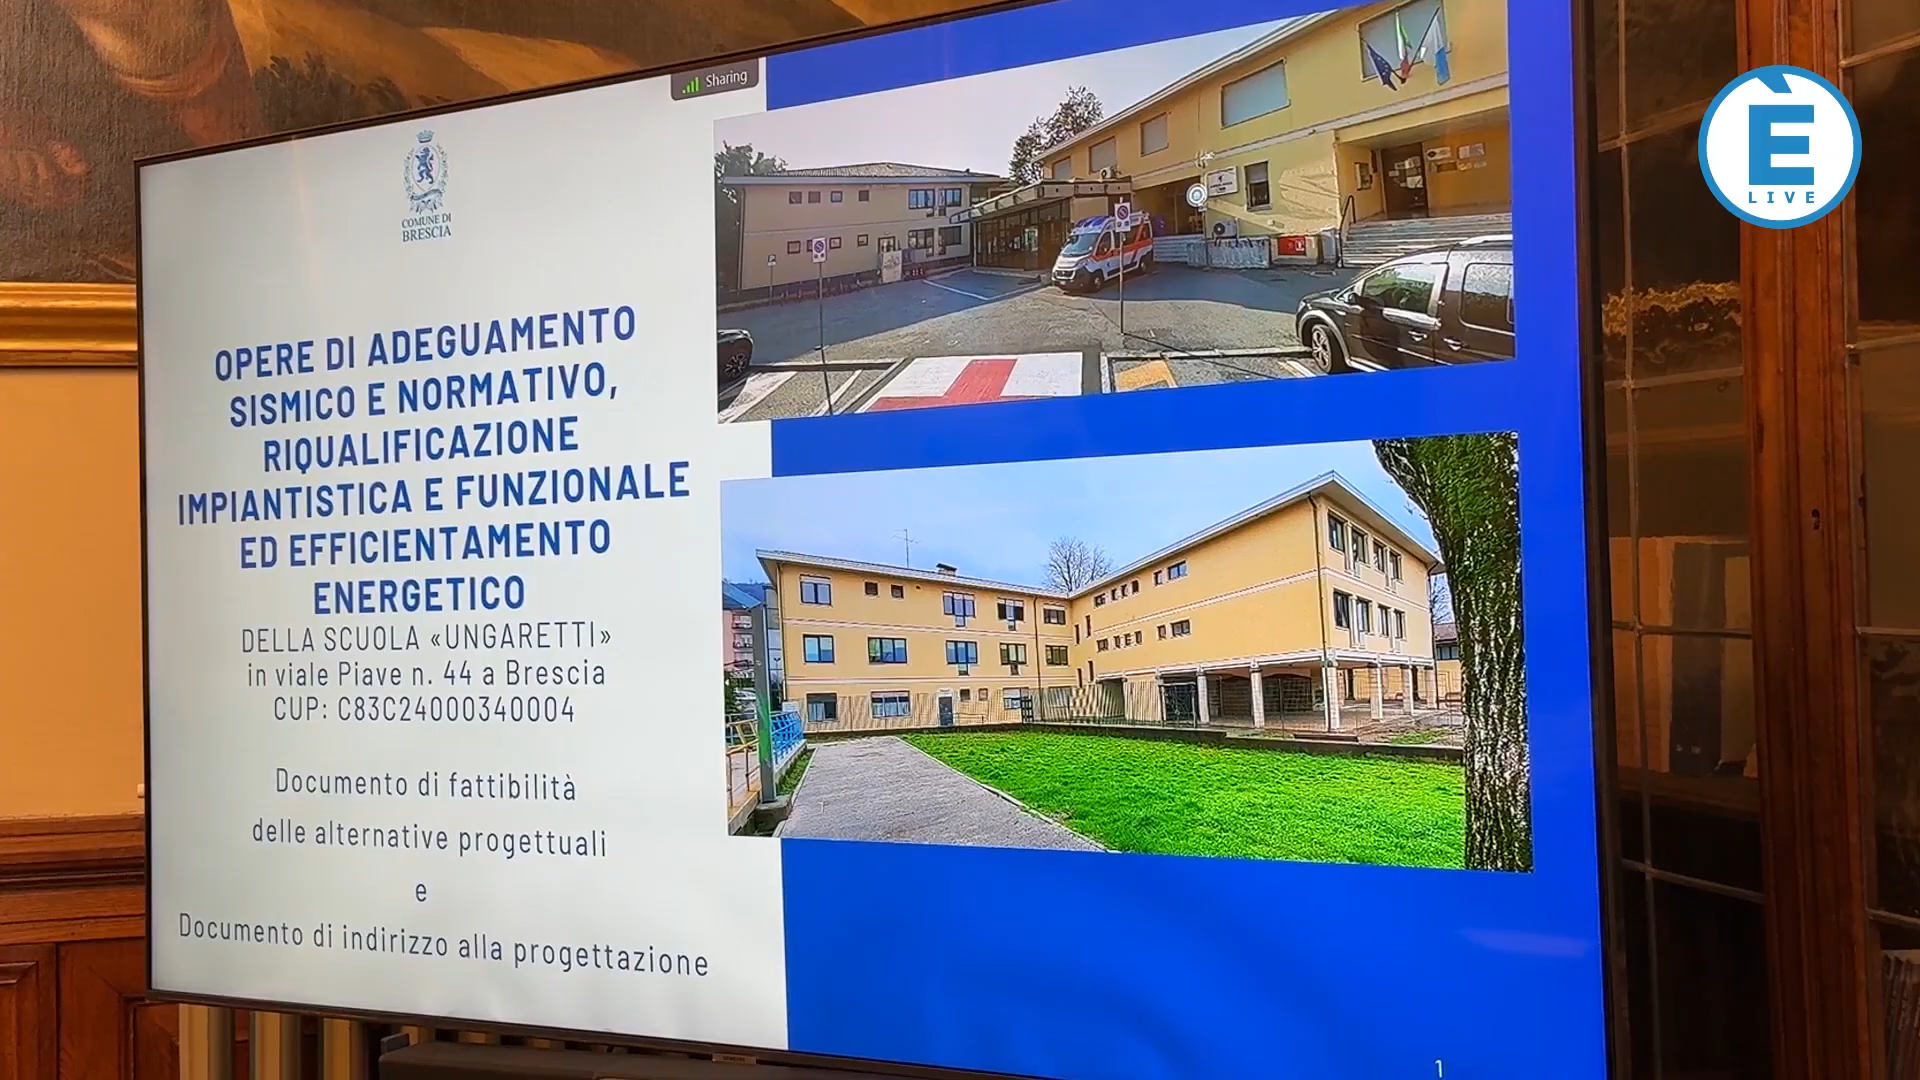 Sharing
COMUNE DI
BRESCIA
OPERE DI ADEGUAMENTO
SISMICO E NORMATIVO,
RIQUALIFICAZIONE
IMPIANTISTICA E FUNZIONALE
ED EFFICIENTAMENTO
ENERGETICO
DELLA SCUOLA «UNGARETTI»
in viale Piave n. 44 a Brescia
CUP: C83C24000340004
Documento di fattibilità
delle alternative progettuali
e
Documento di indirizzo alla progettazione
1
È
LIVE
SAMSUNG